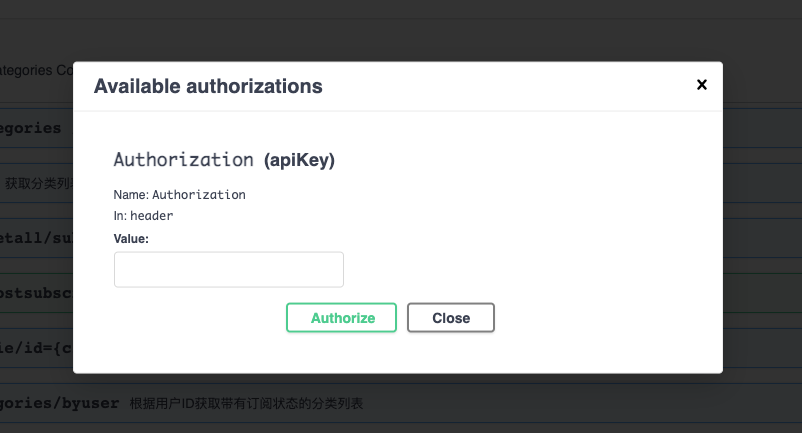 ategories Co
Available authorizations
×
egories
Authorization (apiKey)
获取分类列表
Name: Authorization
In: header
Value:
etall/su
ostsubsc
Authorize
Close
ie/id={c
gories/byuser 根据用户ID获取带有订阅状态的分类列表